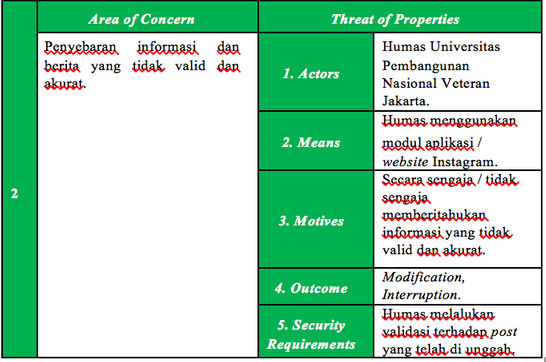 Area of Concern
Threat of Properties
2
Penyebaran informasi dan
berita yang tidak valid dan
akurat.
1. Actors
Humas Universitas
Pembangunan
Nasional Veteran
Jakarta.
2. Means
Humas menggunakan
modul aplikasi /
website Instagram.
3. Motives
Secara sengaja / tidak
sengaja
memberitahukan
informasi yang tidak
valid dan akurat.
4. Outcome
Modification,
Interruption.
5. Security
Requirements
Humas melalukan
validasi terhadap post
yang telah di unggah.